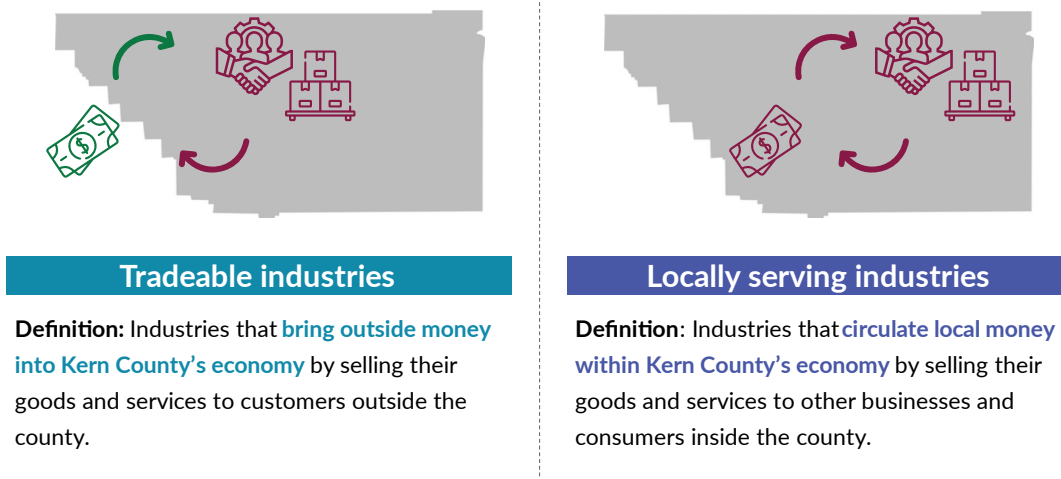 Tradeable industries
Definition: Industries that bring outside money
into Kern County's economy by selling their
goods and services to customers outside the
county.
Locally serving industries
Definition: Industries that circulate local money
within Kern County's economy by selling their
goods and services to other businesses and
consumers inside the county.